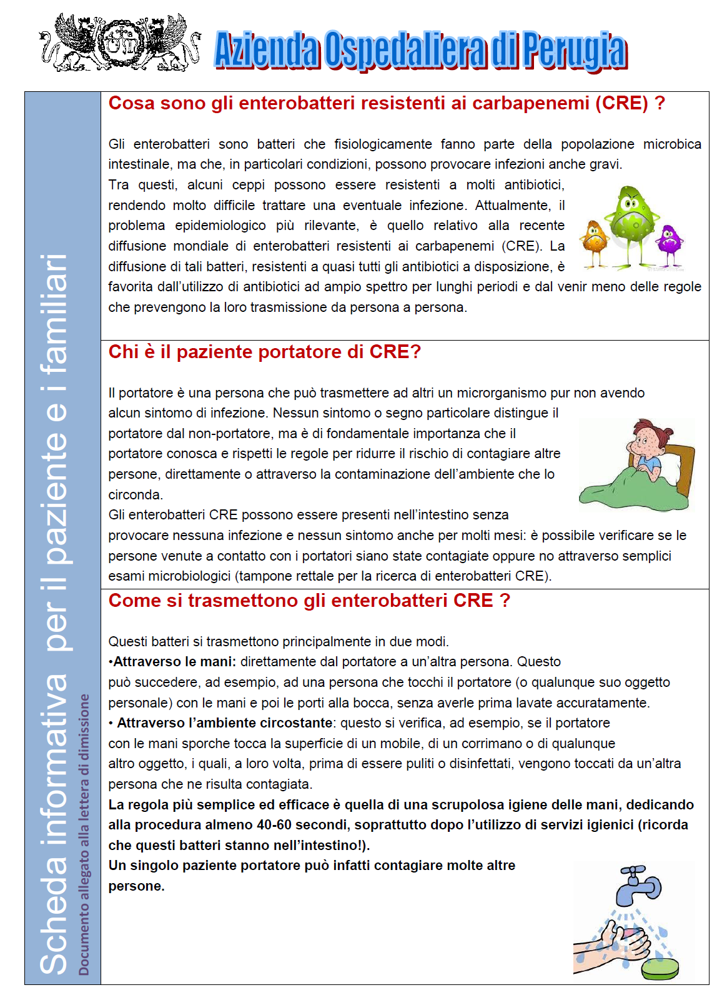 Azienda Ospedaliera di Perugia
Scheda informativa per il paziente e i familiari
Documento allegato alla lettera di dimissione
Cosa sono gli enterobatteri resistenti ai carbapenemi (CRE) ?
Gli enterobatteri sono batteri che fisiologicamente fanno parte della popolazione microbica
intestinale, ma che, in particolari condizioni, possono provocare infezioni anche gravi.
Tra questi, alcuni ceppi possono essere resistenti a molti antibiotici,
rendendo molto difficile trattare una eventuale infezione. Attualmente, il
problema epidemiologico più rilevante, è quello relativo alla recente
diffusione mondiale di enterobatteri resistenti ai carbapenemi (CRE). La
diffusione di tali batteri, resistenti a quasi tutti gli antibiotici a disposizione, è
favorita dall’utilizzo di antibiotici ad ampio spettro per lunghi periodi e dal venir meno delle regole
che prevengono la loro trasmissione da persona a persona.
Chi è il paziente portatore di CRE?
Il portatore è una persona che può trasmettere ad altri un microrganismo pur non avendo
alcun sintomo di infezione. Nessun sintomo o segno particolare distingue il
portatore dal non-portatore, ma è di fondamentale importanza che il
portatore conosca e rispetti le regole per ridurre il rischio di contagiare altre
persone, direttamente o attraverso la contaminazione dell’ambiente che lo
circonda.
Gli enterobatteri CRE possono essere presenti nell’intestino senza
provocare nessuna infezione e nessun sintomo anche per molti mesi: è possibile verificare se le
persone venute a contatto con i portatori siano state contagiate oppure no attraverso semplici
esami microbiologici (tampone rettale per la ricerca di enterobatteri CRE).
Come si trasmettono gli enterobatteri CRE ?
Questi batteri si trasmettono principalmente in due modi.
•Attraverso le mani: direttamente dal portatore a un’altra persona. Questo
può succedere, ad esempio, ad una persona che tocchi il portatore (o qualunque suo oggetto
personale) con le mani e poi le porti alla bocca, senza averle prima lavate accuratamente.
• Attraverso l’ambiente circostante: questo si verifica, ad esempio, se il portatore
con le mani sporche tocca la superficie di un mobile, di un corrimano o di qualunque
altro oggetto, i quali, a loro volta, prima di essere puliti o disinfettati, vengono toccati da un’altra
persona che ne risulta contagiata.
La regola più semplice ed efficace è quella di una scrupolosa igiene delle mani, dedicando
alla procedura almeno 40-60 secondi, soprattutto dopo l’utilizzo di servizi igienici (ricorda
che questi batteri stanno nell’intestino!).
Un singolo paziente portatore può infatti contagiare molte altre
persone.